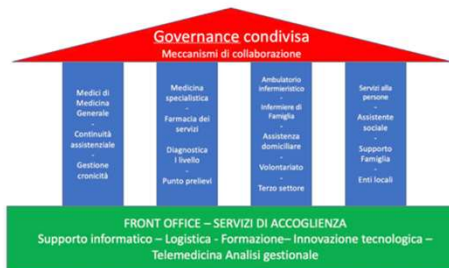 Governance condivisa
Meccanismi di collaborazione
Medici di
Medicina
Generale
-
Continuità
assistenziale
-
Gestione
cronicità
Medicina
specialistica
-
Farmacia dei
servizi
-
Diagnostica
I livello
-
Punto prelievi
Ambulatorio
infermieristico
-
Infermiere di
Famiglia
-
Assistenza
domiciliare
-
Volontariato
-
Terzo settore
Servizi alla
persone
-
Assistente
sociale
-
Supporto
Famiglia
-
Enti locali
FRONT OFFICE – SERVIZI DI ACCOGLIENZA
Supporto informatico – Logistica - Formazione– Innovazione tecnologica –
Telemedicina Analisi gestionale